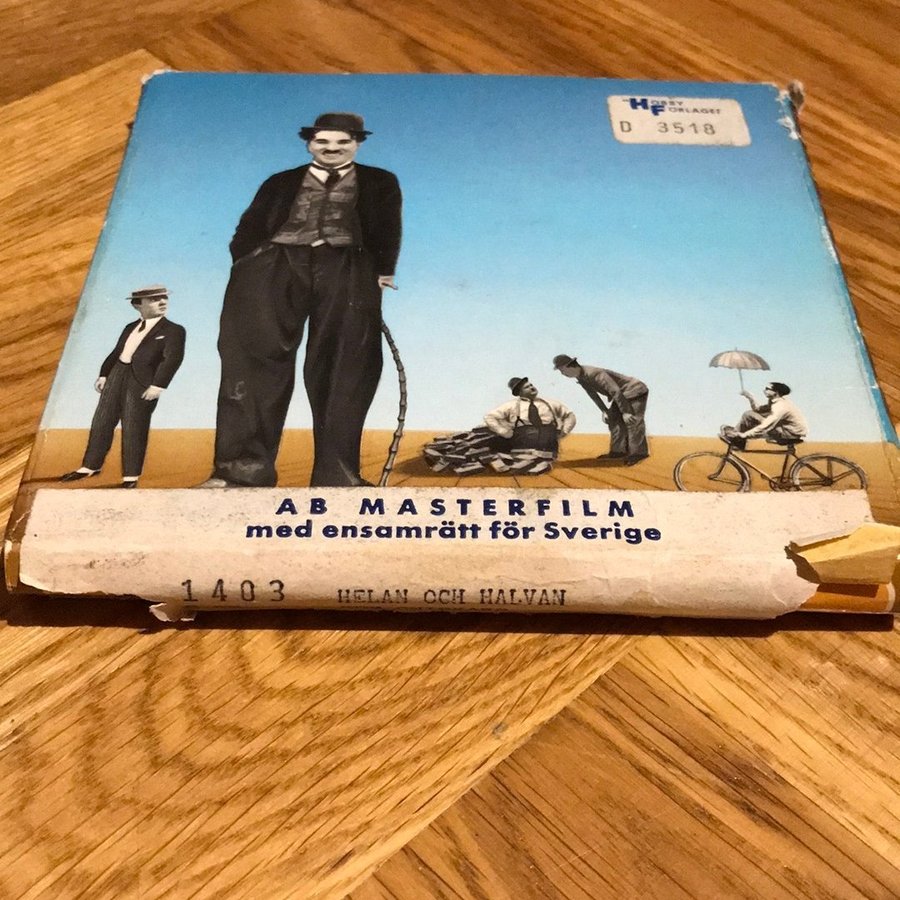 HOBBY
FÖRLAGET
D 3518
AB MASTERFILM
med ensamrätt för Sverige
1403 HELAN OCH HALVAN